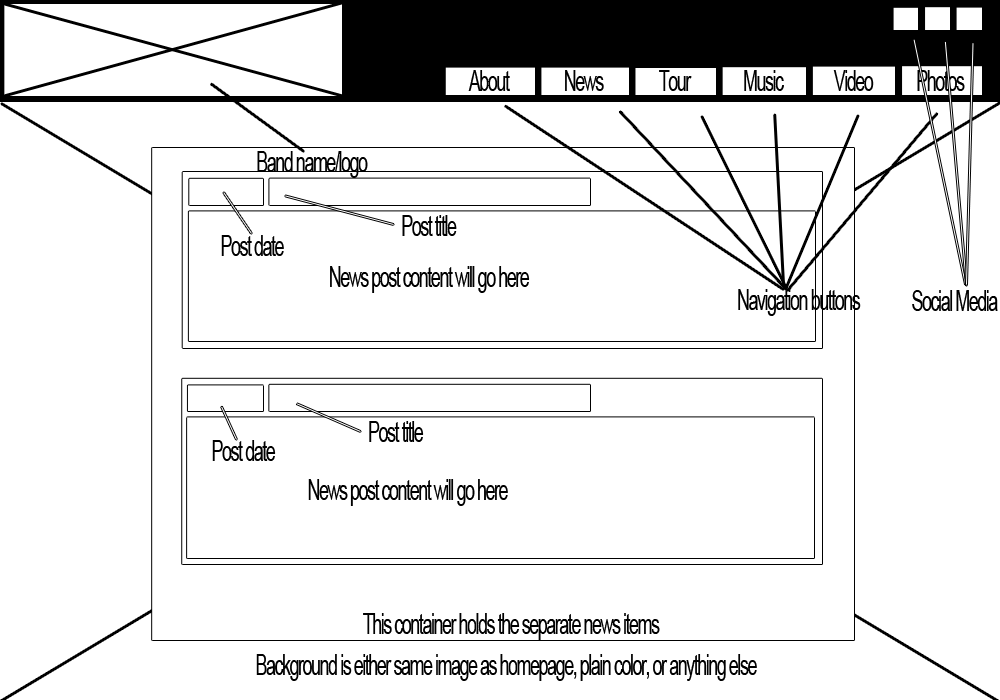 About News Tour Music Video Photos
Band name/logo
Post title
Post date
News post content will go here
Navigation buttons
Social Media
Post title
Post date
News post content will go here
This container holds the separate news items
Background is either same image as homepage, plain color, or anything else